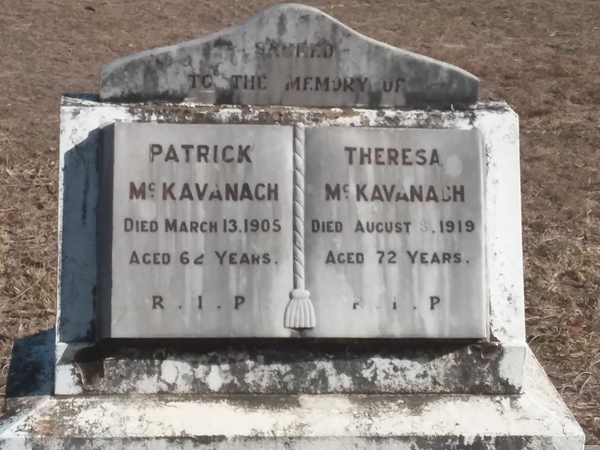 SACRED
TO THE MEMORY OF
PATRICK
McKAVANACH
DIED MARCH 13.1905
AGED 62 YEARS.
R.I.P
THERESA
McKAVANACH
DIED AUGUST .1919
AGED 72 YEARS.
R.I.P